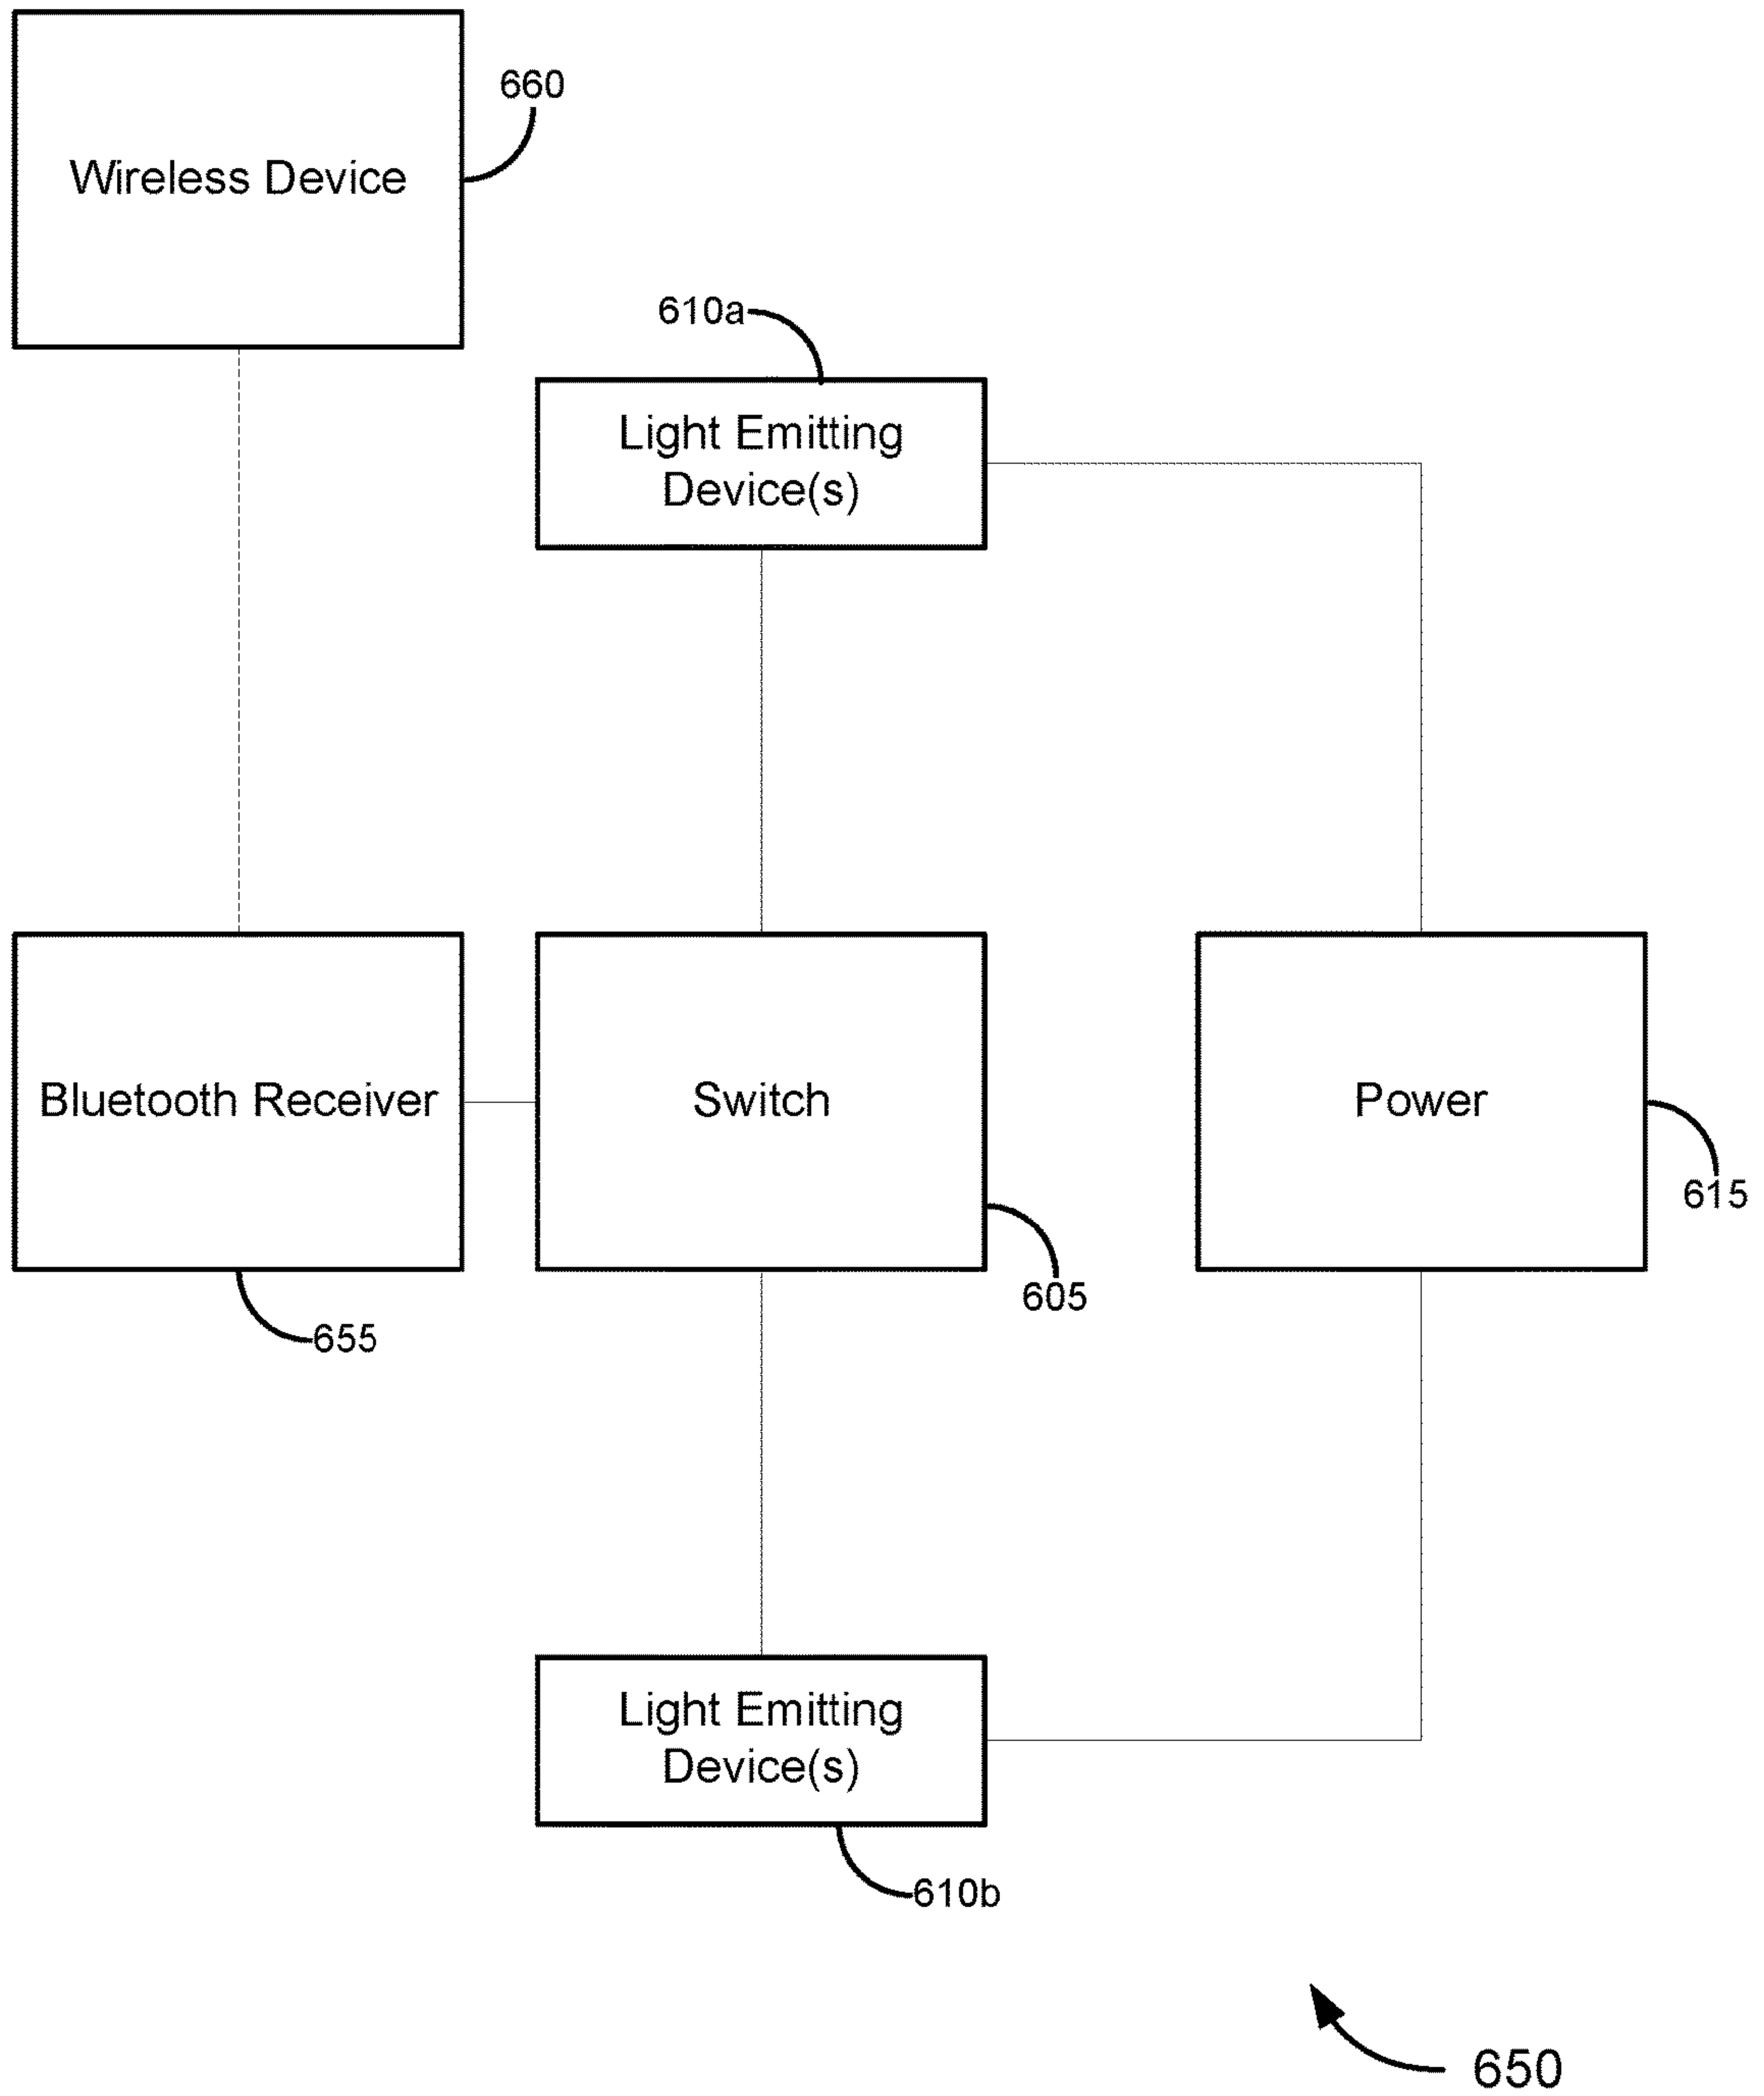 660
Wireless Device
610a
Light Emitting
Device(s)
Bluetooth Receiver
Switch
Power
615
605
655
Light Emitting
Device(s)
610b
650